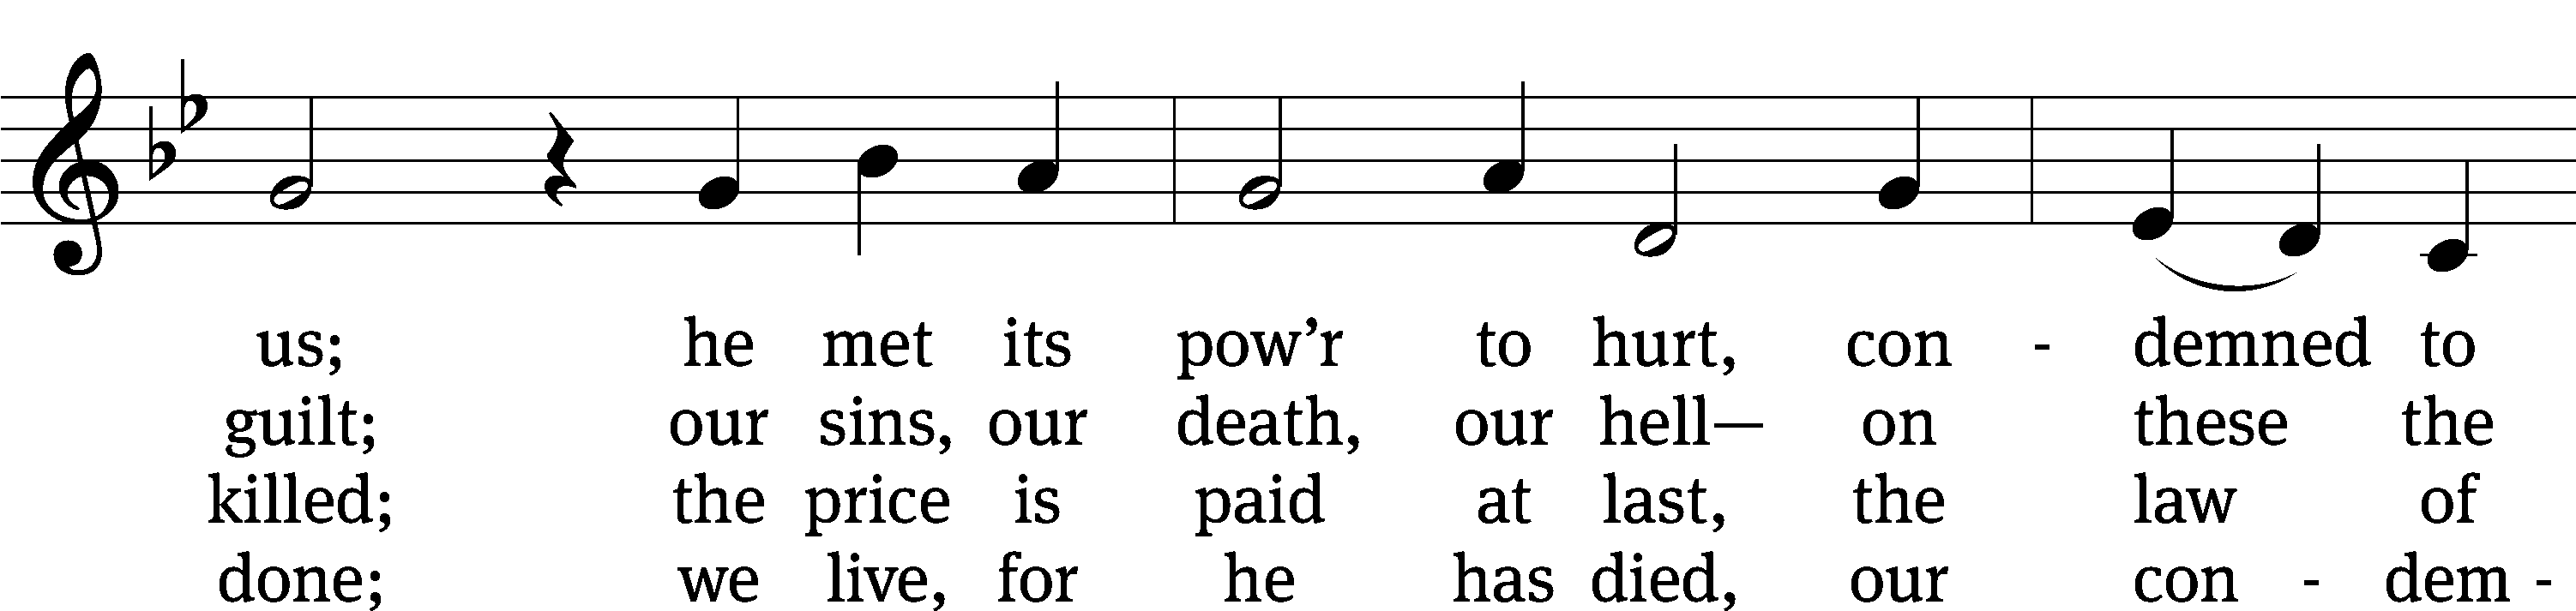 us; he met its pow’r to hurt, con - demned to
guilt; our sins, our death, our hell— on these the
killed; the price is paid at last, the law of
done; we live, for he has died, our con - dem -